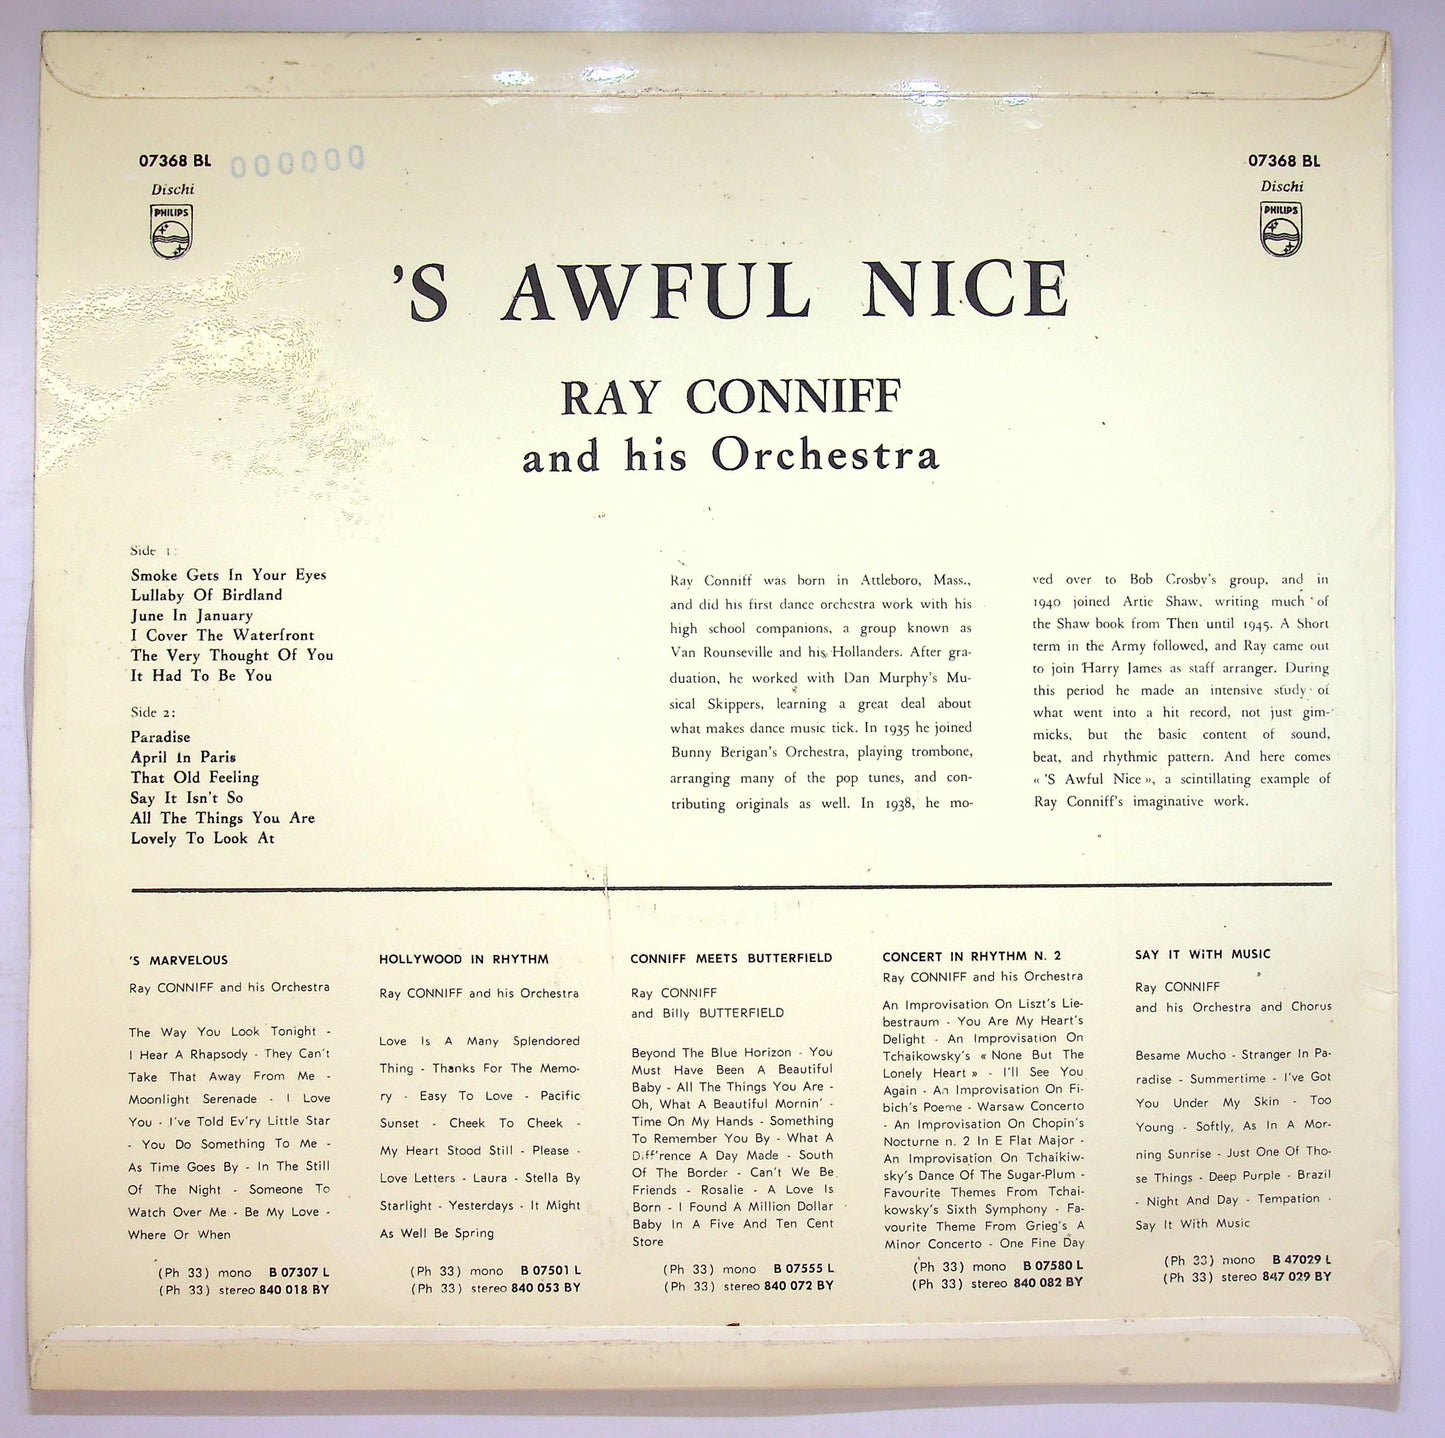 07368 BL
000000
Dischi
PHILIPS
07368 BL
Dischi
PHILIPS
'S AWFUL NICE
RAY CONNIFF
and his Orchestra
Side 1:
Smoke Gets In Your Eyes
Lullaby Of Birdland
June In January
I Cover The Waterfront
The Very Thought Of You
It Had To Be You
Side 2:
Paradise
April In Paris
That Old Feeling
Say It Isn't So
All The Things You Are
Lovely To Look At
Ray Conniff was born in Attleboro, Mass.,
and did his first dance orchestra work with his
high school companions, a group known as
Van Rounseville and his Hollanders. After gra-
duation, he worked with Dan Murphy's Mu-
sical Skippers, learning a great deal about
what makes dance music tick. In 1935 he joined
Bunny Berigan's Orchestra, playing trombone,
arranging many of the pop tunes, and con-
tributing originals as well. In 1938, he mo-
ved over to Bob Crosby's group, and in
1940 joined Artie Shaw, writing much of
the Shaw book from Then until 1945. A Short
term in the Army followed, and Ray came out
to join Harry James as staff arranger. During
this period he made an intensive study of
what went into a hit record, not just gim-
micks, but the basic content of sound,
beat, and rhythmic pattern. And here comes
« 'S Awful Nice », a scintillating example of
Ray Conniff's imaginative work.
'S MARVELOUS
Ray CONNIFF and his Orchestra
The Way You Look Tonight -
I Hear A Rhapsody - They Can't
Take That Away From Me -
Moonlight Serenade - I Love
You - I've Told Ev'ry Little Star
- You Do Something To Me -
As Time Goes By - In The Still
Of The Night - Someone To
Watch Over Me - Be My Love -
Where Or When
(Ph 33) mono B 07307 L
(Ph 33) stereo 840 018 BY
HOLLYWOOD IN RHYTHM
Ray CONNIFF and his Orchestra
Love Is A Many Splendored
Thing - Thanks For The Memo-
ry - Easy To Love - Pacific
Sunset - Cheek To Cheek -
My Heart Stood Still - Please -
Love Letters - Laura - Stella By
Starlight - Yesterdays - It Might
As Well Be Spring
(Ph 33) mono B 07501 L
(Ph 33) stereo 840 053 BY
CONNIFF MEETS BUTTERFIELD
Ray CONNIFF
and Billy BUTTERFIELD
Beyond The Blue Horizon - You
Must Have Been A Beautiful
Baby - All The Things You Are -
Oh, What A Beautiful Mornin' -
Time On My Hands - Something
To Remember You By - What A
Diff'rence A Day Made - South
Of The Border - Can't We Be
Friends - Rosalie - A Love Is
Born - I Found A Million Dollar
Baby In A Five And Ten Cent
Store
(Ph 33) mono B 07555 L
(Ph 33) stereo 840 072 BY
CONCERT IN RHYTHM N. 2
Ray CONNIFF and his Orchestra
An Improvisation On Liszt's Lie-
bestraum - You Are My Heart's
Delight - An Improvisation On
Tchaikowsky's « None But The
Lonely Heart » - I'll See You
Again - An Improvisation On Fi-
bich's Poeme - Warsaw Concerto
- An Improvisation On Chopin's
Nocturne n. 2 In E Flat Major -
An Improvisation On Tchaikiw-
sky's Dance Of The Sugar-Plum -
Favourite Themes From Tchai-
kowsky's Sixth Symphony - Fa-
vourite Theme From Grieg's A
Minor Concerto - One Fine Day
(Ph 33) mono B 07580 L
(Ph 33) stereo 840 082 BY
SAY IT WITH MUSIC
Ray CONNIFF
and his Orchestra and Chorus
Besame Mucho - Stranger In Pa-
radise - Summertime - I've Got
You Under My Skin - Too
Young - Softly, As In A Mor-
ning Sunrise - Just One Of Tho-
se Things - Deep Purple - Brazil
- Night And Day - Tempation -
Say It With Music
(Ph 33) mono B 47029 L
(Ph 33) stereo 847 029 BY